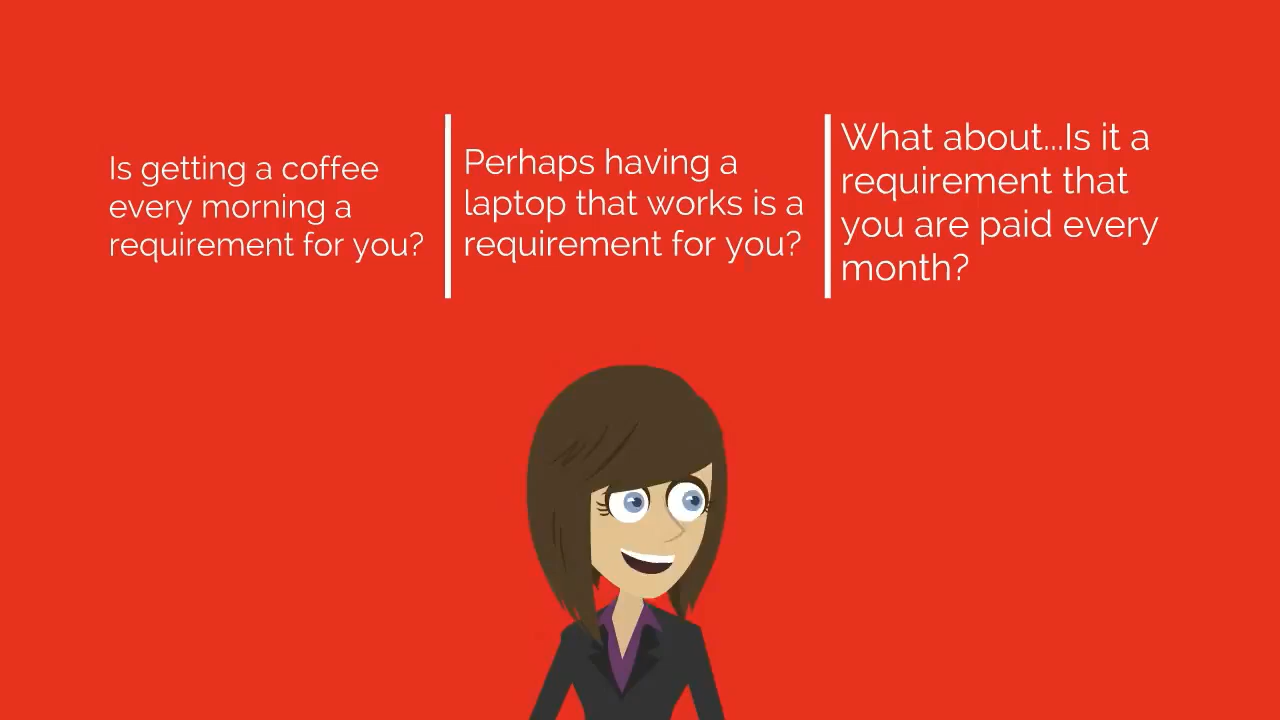 Is getting a coffee
every morning a
requirement for you?
Perhaps having a
laptop that works is a
requirement for you?
What about...Is it a
requirement that
you are paid every
month?